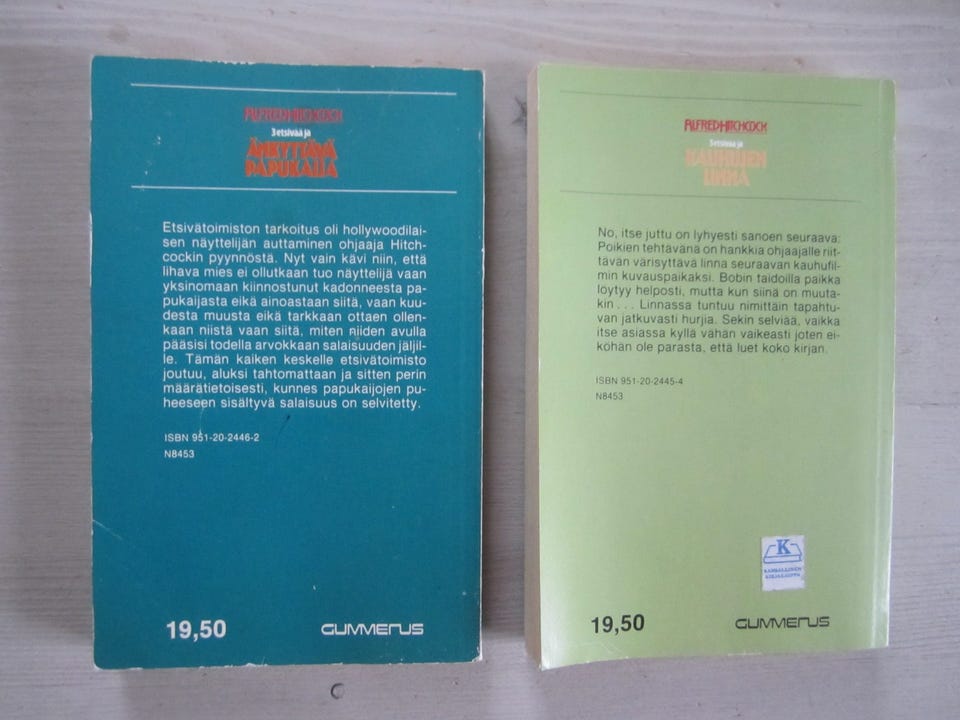 ALFRED HITCHCOCK
3 etsivää ja
ÄNKYTTÄVÄ
PAPUKAIJA
Etsivätoimiston tarkoitus oli hollywoodilai-
sen näyttelijän auttaminen ohjaaja Hitch-
cockin pyynnöstä. Nyt vain kävi niin, että
lihava mies ei ollutkaan tuo näyttelijä vaan
yksinomaan kiinnostunut kadonneesta pa-
pukaijasta eikä ainoastaan siitä, vaan kuu-
desta muusta eikä tarkkaan ottaen ollen-
kaan niistä vaan siitä, miten niiden avulla
pääsisi todella arvokkaan salaisuuden jäljil-
le. Tämän kaiken keskelle etsivätoimisto
joutuu, aluksi tahtomattaan ja sitten perin
määrätietoisesti, kunnes papukaijojen pu-
heeseen sisältyvä salaisuus on selvitetty.
ISBN 951-20-2446-2
N8453
19,50
GUMMERUS
ALFRED HITCHCOCK
3 etsivää ja
KAUHUJEN
LINNA
No, itse juttu on lyhyesti sanoen seuraava:
Poikien tehtävänä on hankkia ohjaajalle riit-
tävän värisyttävä linna seuraavan kauhufil-
min kuvauspaikaksi. Bobin taidoilla paikka
löytyy helposti, mutta kun siinä on muuta-
kin . . . Linnassa tuntuu nimittäin tapahtu-
van jatkuvasti hurjia. Sekin selviää, vaikka
itse asiassa kyllä vähän vaikeasti joten ei-
köhän ole parasta, että luet koko kirjan.
ISBN 951-20-2445-4
N8453
K
KANSALLINEN
KIRJAKAUPPA
19,50
GUMMERUS